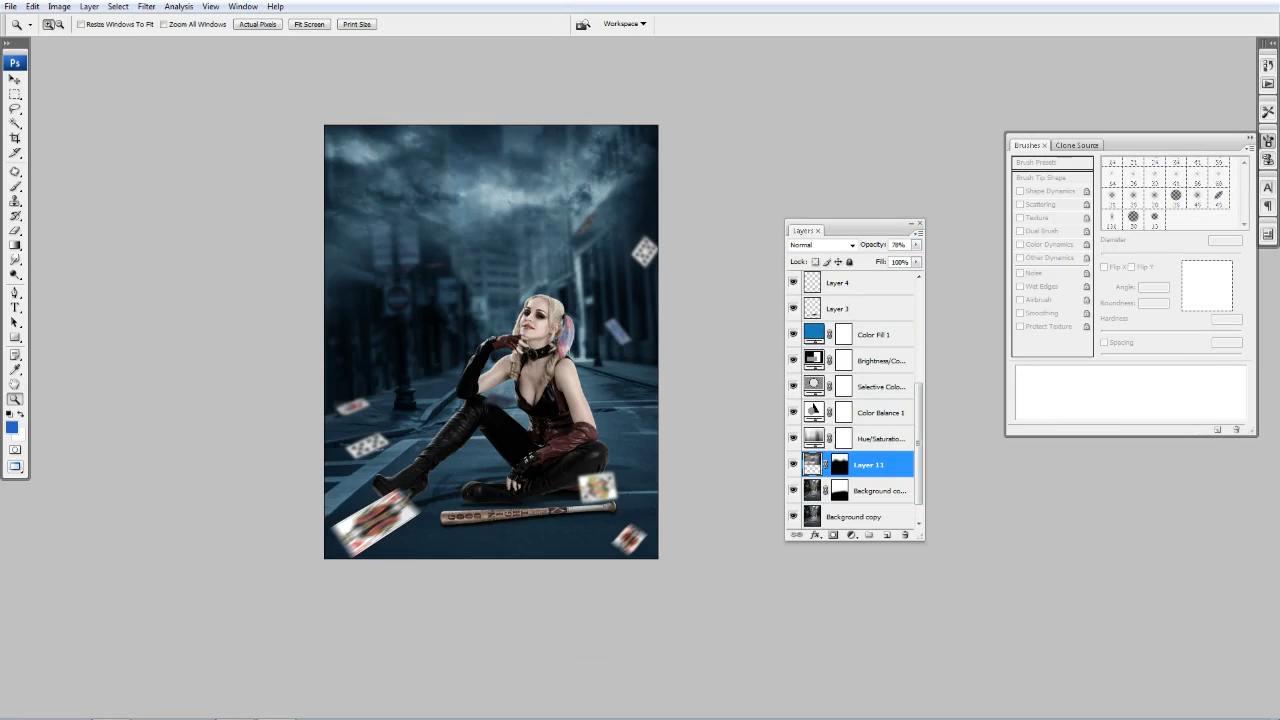 File Edit Image Layer Select Filter Analysis View Window Help
Resize Windows To Fit Zoom All Windows Actual Pixels Fit Screen Print Size Workspace
Ps
Brushes × Clone Source
Brush Presets
Brush Tip Shape
Shape Dynamics
Scattering
Texture
Dual Brush
Color Dynamics
Other Dynamics
Noise
Wet Edges
Airbrush
Smoothing
Protect Texture
Diameter
Flip X Flip Y
Angle:
Roundness:
Hardness
Spacing
Layers ×
Normal Opacity: 78%
Lock: Fill: 100%
Layer 4
Layer 3
Color Fill 1
Brightness/Co...
Selective Colo...
Color Balance 1
Hue/Saturatio...
Layer 11
Background co...
Background copy
GOOD NIGHT